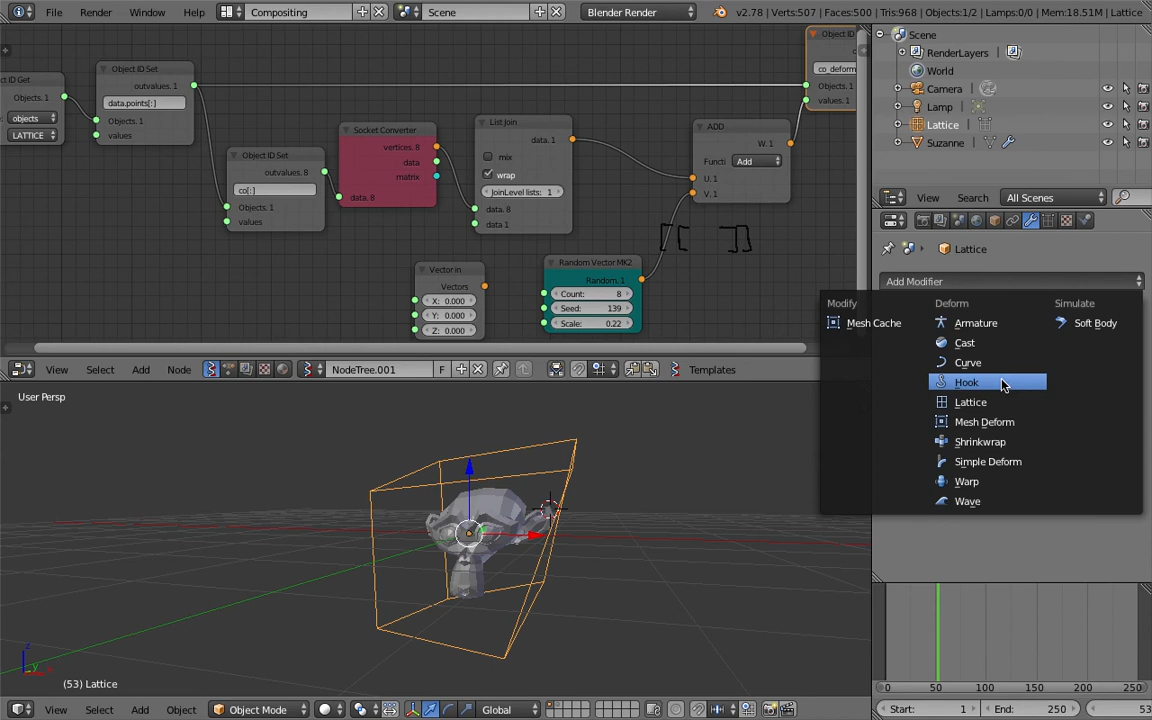 File Render Window Help Compositing Scene Blender Render v2.78 | Verts:507 | Faces:500 | Tris:968 | Objects:1/2 | Lamps:0/0 | Mem:18.51M | Lattice
Object ID
co_deform
Objects. 1
values. 1
ct ID Get
Objects. 1
objects
LATTICE
Object ID Set
outvalues. 1
data.points[:]
Objects. 1
values
Object ID Set
outvalues. 8
co[:]
Objects. 1
values
Socket Converter
vertices. 8
data
matrix
data. 8
List Join
data. 1
mix
wrap
JoinLevel lists: 1
data. 8
data 1
ADD
W. 1
Functi Add
U. 1
V. 1
Vector in
Vectors
X: 0.000
Y: 0.000
Z: 0.000
Random Vector MK2
Random. 1
Count: 8
Seed: 139
Scale: 0.22
[[ ]]
View Select Add Node NodeTree.001 F Templates
Scene
RenderLayers
World
Camera
Lamp
Lattice
Suzanne
View Search All Scenes
Lattice
Add Modifier
Modify Deform Simulate
Mesh Cache Armature Soft Body
Cast
Curve
Hook
Lattice
Mesh Deform
Shrinkwrap
Simple Deform
Warp
Wave
User Persp
z
y
x
(53) Lattice
View Select Add Object Object Mode Global
0 50 100 150 200 250
Start: 1 End: 250 53